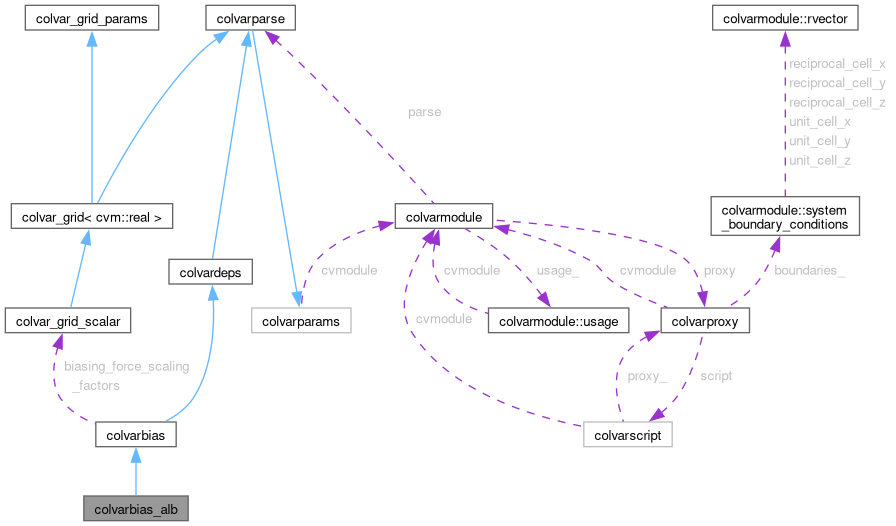 colvar_grid_params
colvarparse
colvarmodule::rvector
reciprocal_cell_x
reciprocal_cell_y
reciprocal_cell_z
unit_cell_x
unit_cell_y
unit_cell_z
parse
colvar_grid< cvm::real >
colvarmodule
colvarmodule::system
_boundary_conditions
colvardeps
cvmodule
cvmodule
usage_
cvmodule
proxy
boundaries_
colvar_grid_scalar
colvarparams
cvmodule
colvarmodule::usage
colvarproxy
biasing_force_scaling
_factors
proxy_
script
colvarbias
colvarscript
colvarbias_alb